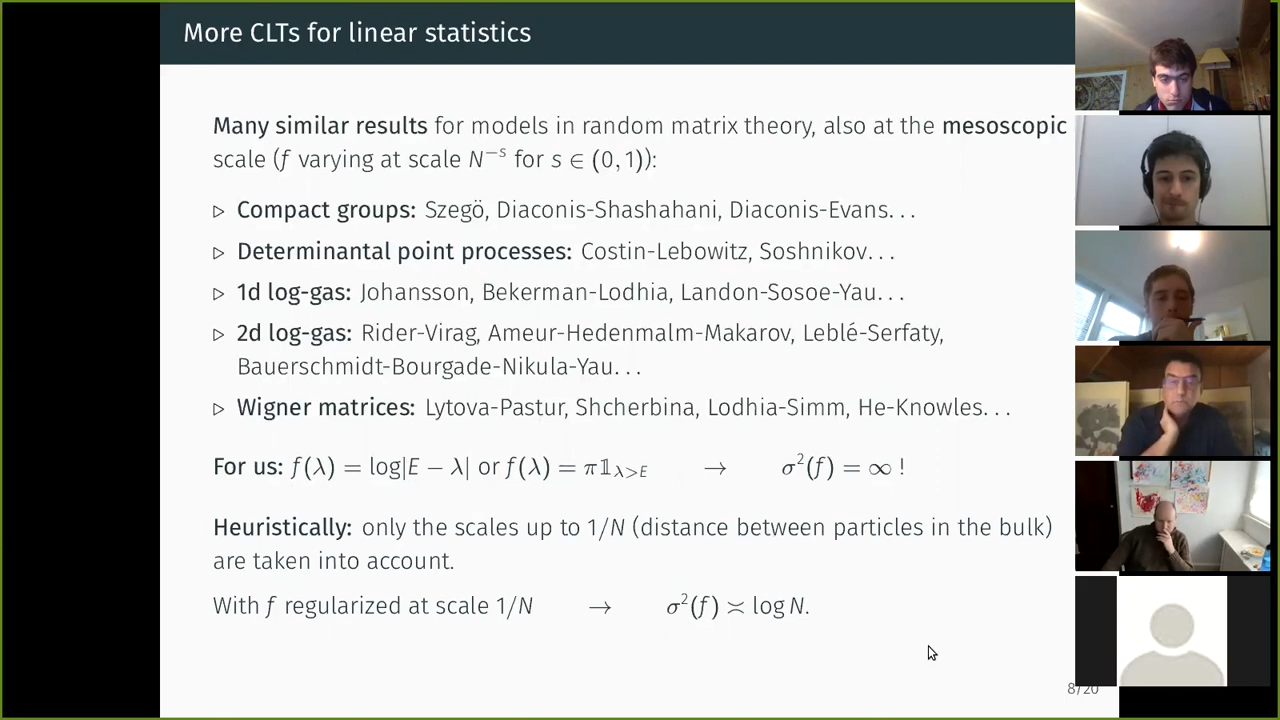 More CLTs for linear statistics
Many similar results for models in random matrix theory, also at the mesoscopic
scale (f varying at scale N⁻ˢ for s ∈ (0, 1)):
▷ Compact groups: Szegö, Diaconis-Shashahani, Diaconis-Evans. . .
▷ Determinantal point processes: Costin-Lebowitz, Soshnikov. . .
▷ 1d log-gas: Johansson, Bekerman-Lodhia, Landon-Sosoe-Yau. . .
▷ 2d log-gas: Rider-Virag, Ameur-Hedenmalm-Makarov, Leblé-Serfaty,
Bauerschmidt-Bourgade-Nikula-Yau. . .
▷ Wigner matrices: Lytova-Pastur, Shcherbina, Lodhia-Simm, He-Knowles. . .
For us: f(λ) = log|E − λ| or f(λ) = π𝟙_{λ>E} → σ²(f) = ∞ !
Heuristically: only the scales up to 1/N (distance between particles in the bulk)
are taken into account.
With f regularized at scale 1/N → σ²(f) ≍ log N.
8/20